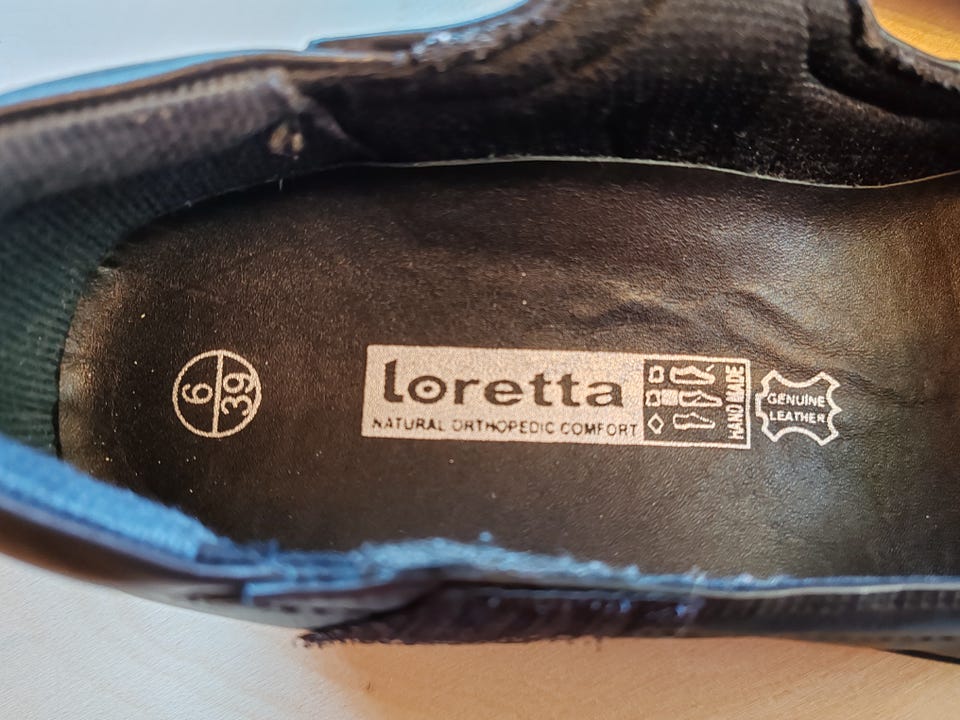 6
39
loretta
NATURAL ORTHOPEDIC COMFORT
HAND MADE
GENUINE
LEATHER